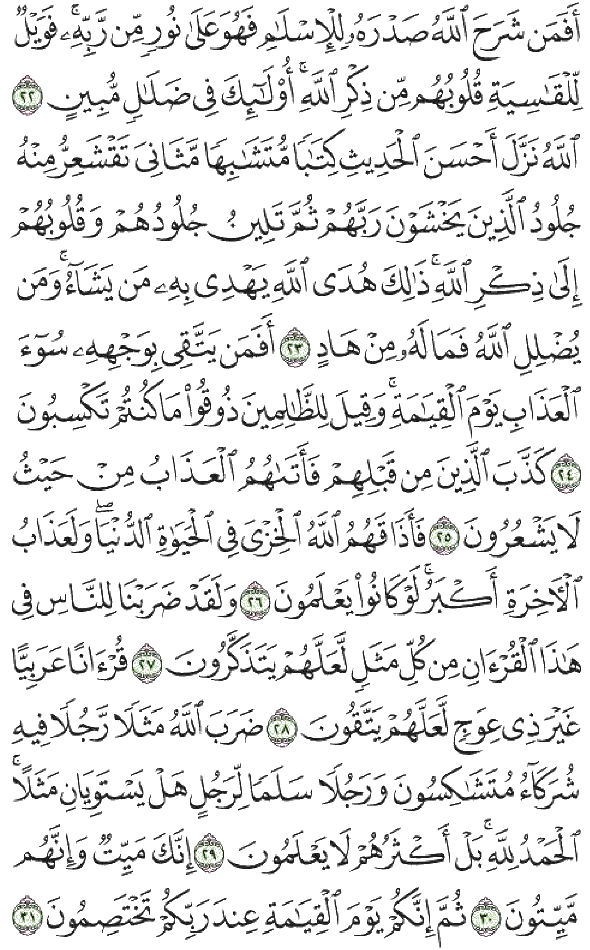 أَفَمَن شَرَحَ ٱللَّهُ صَدْرَهُۥ لِلْإِسْلَٰمِ فَهُوَ عَلَىٰ نُورٍ مِّن رَّبِّهِۦ ۚ فَوَيْلٌ
لِّلْقَٰسِيَةِ قُلُوبُهُم مِّن ذِكْرِ ٱللَّهِ ۚ أُو۟لَٰٓئِكَ فِى ضَلَٰلٍ مُّبِينٍ ٢٢
ٱللَّهُ نَزَّلَ أَحْسَنَ ٱلْحَدِيثِ كِتَٰبًا مُّتَشَٰبِهًا مَّثَانِىَ تَقْشَعِرُّ مِنْهُ
جُلُودُ ٱلَّذِينَ يَخْشَوْنَ رَبَّهُمْ ثُمَّ تَلِينُ جُلُودُهُمْ وَقُلُوبُهُمْ
إِلَىٰ ذِكْرِ ٱللَّهِ ۚ ذَٰلِكَ هُدَى ٱللَّهِ يَهْدِى بِهِۦ مَن يَشَآءُ ۚ وَمَن
يُضْلِلِ ٱللَّهُ فَمَا لَهُۥ مِنْ هَادٍ ٢٣ أَفَمَن يَتَّقِى بِوَجْهِهِۦ سُوٓءَ
ٱلْعَذَابِ يَوْمَ ٱلْقِيَٰمَةِ ۚ وَقِيلَ لِلظَّٰلِمِينَ ذُوقُوا۟ مَا كُنتُمْ تَكْسِبُونَ
٢٤ كَذَّبَ ٱلَّذِينَ مِن قَبْلِهِمْ فَأَتَىٰهُمُ ٱلْعَذَابُ مِنْ حَيْثُ
لَا يَشْعُرُونَ ٢٥ فَأَذَاقَهُمُ ٱللَّهُ ٱلْخِزْىَ فِى ٱلْحَيَوٰةِ ٱلدُّنْيَا ۖ وَلَعَذَابُ
ٱلْءَاخِرَةِ أَكْبَرُ ۚ لَوْ كَانُوا۟ يَعْلَمُونَ ٢٦ وَلَقَدْ ضَرَبْنَا لِلنَّاسِ فِى
هَٰذَا ٱلْقُرْءَانِ مِن كُلِّ مَثَلٍ لَّعَلَّهُمْ يَتَذَكَّرُونَ ٢٧ قُرْءَانًا عَرَبِيًّا
غَيْرَ ذِى عِوَجٍ لَّعَلَّهُمْ يَتَّقُونَ ٢٨ ضَرَبَ ٱللَّهُ مَثَلًا رَّجُلًا فِيهِ
شُرَكَآءُ مُتَشَٰكِسُونَ وَرَجُلًا سَلَمًا لِّرَجُلٍ هَلْ يَسْتَوِيَانِ مَثَلًا ۚ
ٱلْحَمْدُ لِلَّهِ ۚ بَلْ أَكْثَرُهُمْ لَا يَعْلَمُونَ ٢٩ إِنَّكَ مَيِّتٌ وَإِنَّهُم
مَّيِّتُونَ ٣٠ ثُمَّ إِنَّكُمْ يَوْمَ ٱلْقِيَٰمَةِ عِندَ رَبِّكُمْ تَخْتَصِمُونَ ٣١